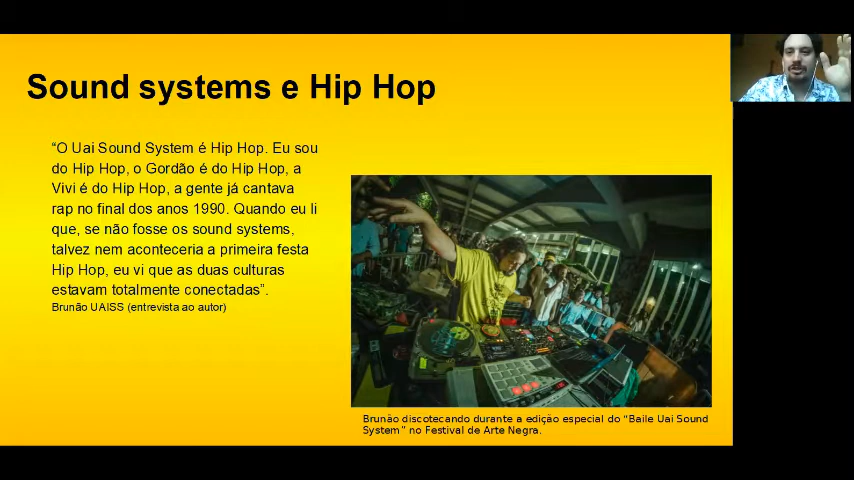 Sound systems e Hip Hop
“O Uai Sound System é Hip Hop. Eu sou
do Hip Hop, o Gordão é do Hip Hop, a
Vivi é do Hip Hop, a gente já cantava
rap no final dos anos 1990. Quando eu li
que, se não fosse os sound systems,
talvez nem aconteceria a primeira festa
Hip Hop, eu vi que as duas culturas
estavam totalmente conectadas”.
Brunão UAISS (entrevista ao autor)
Brunão discotecando durante a edição especial do “Baile Uai Sound
System” no Festival de Arte Negra.